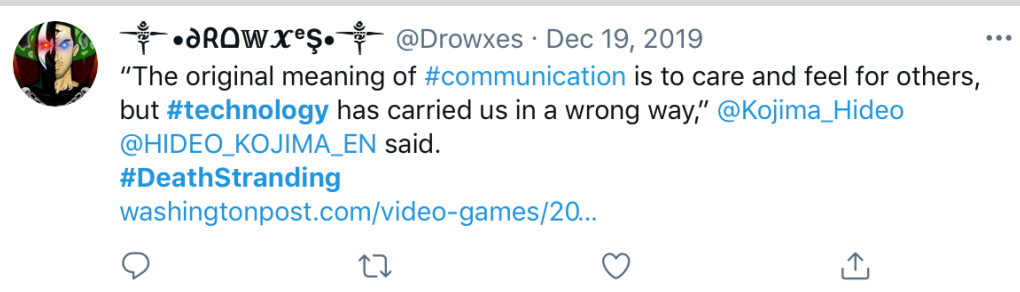 •∂RΩWXᵉŞ• @Drowxes · Dec 19, 2019
“The original meaning of #communication is to care and feel for others,
but #technology has carried us in a wrong way,” @Kojima_Hideo
@HIDEO_KOJIMA_EN said.
#DeathStranding
washingtonpost.com/video-games/20...